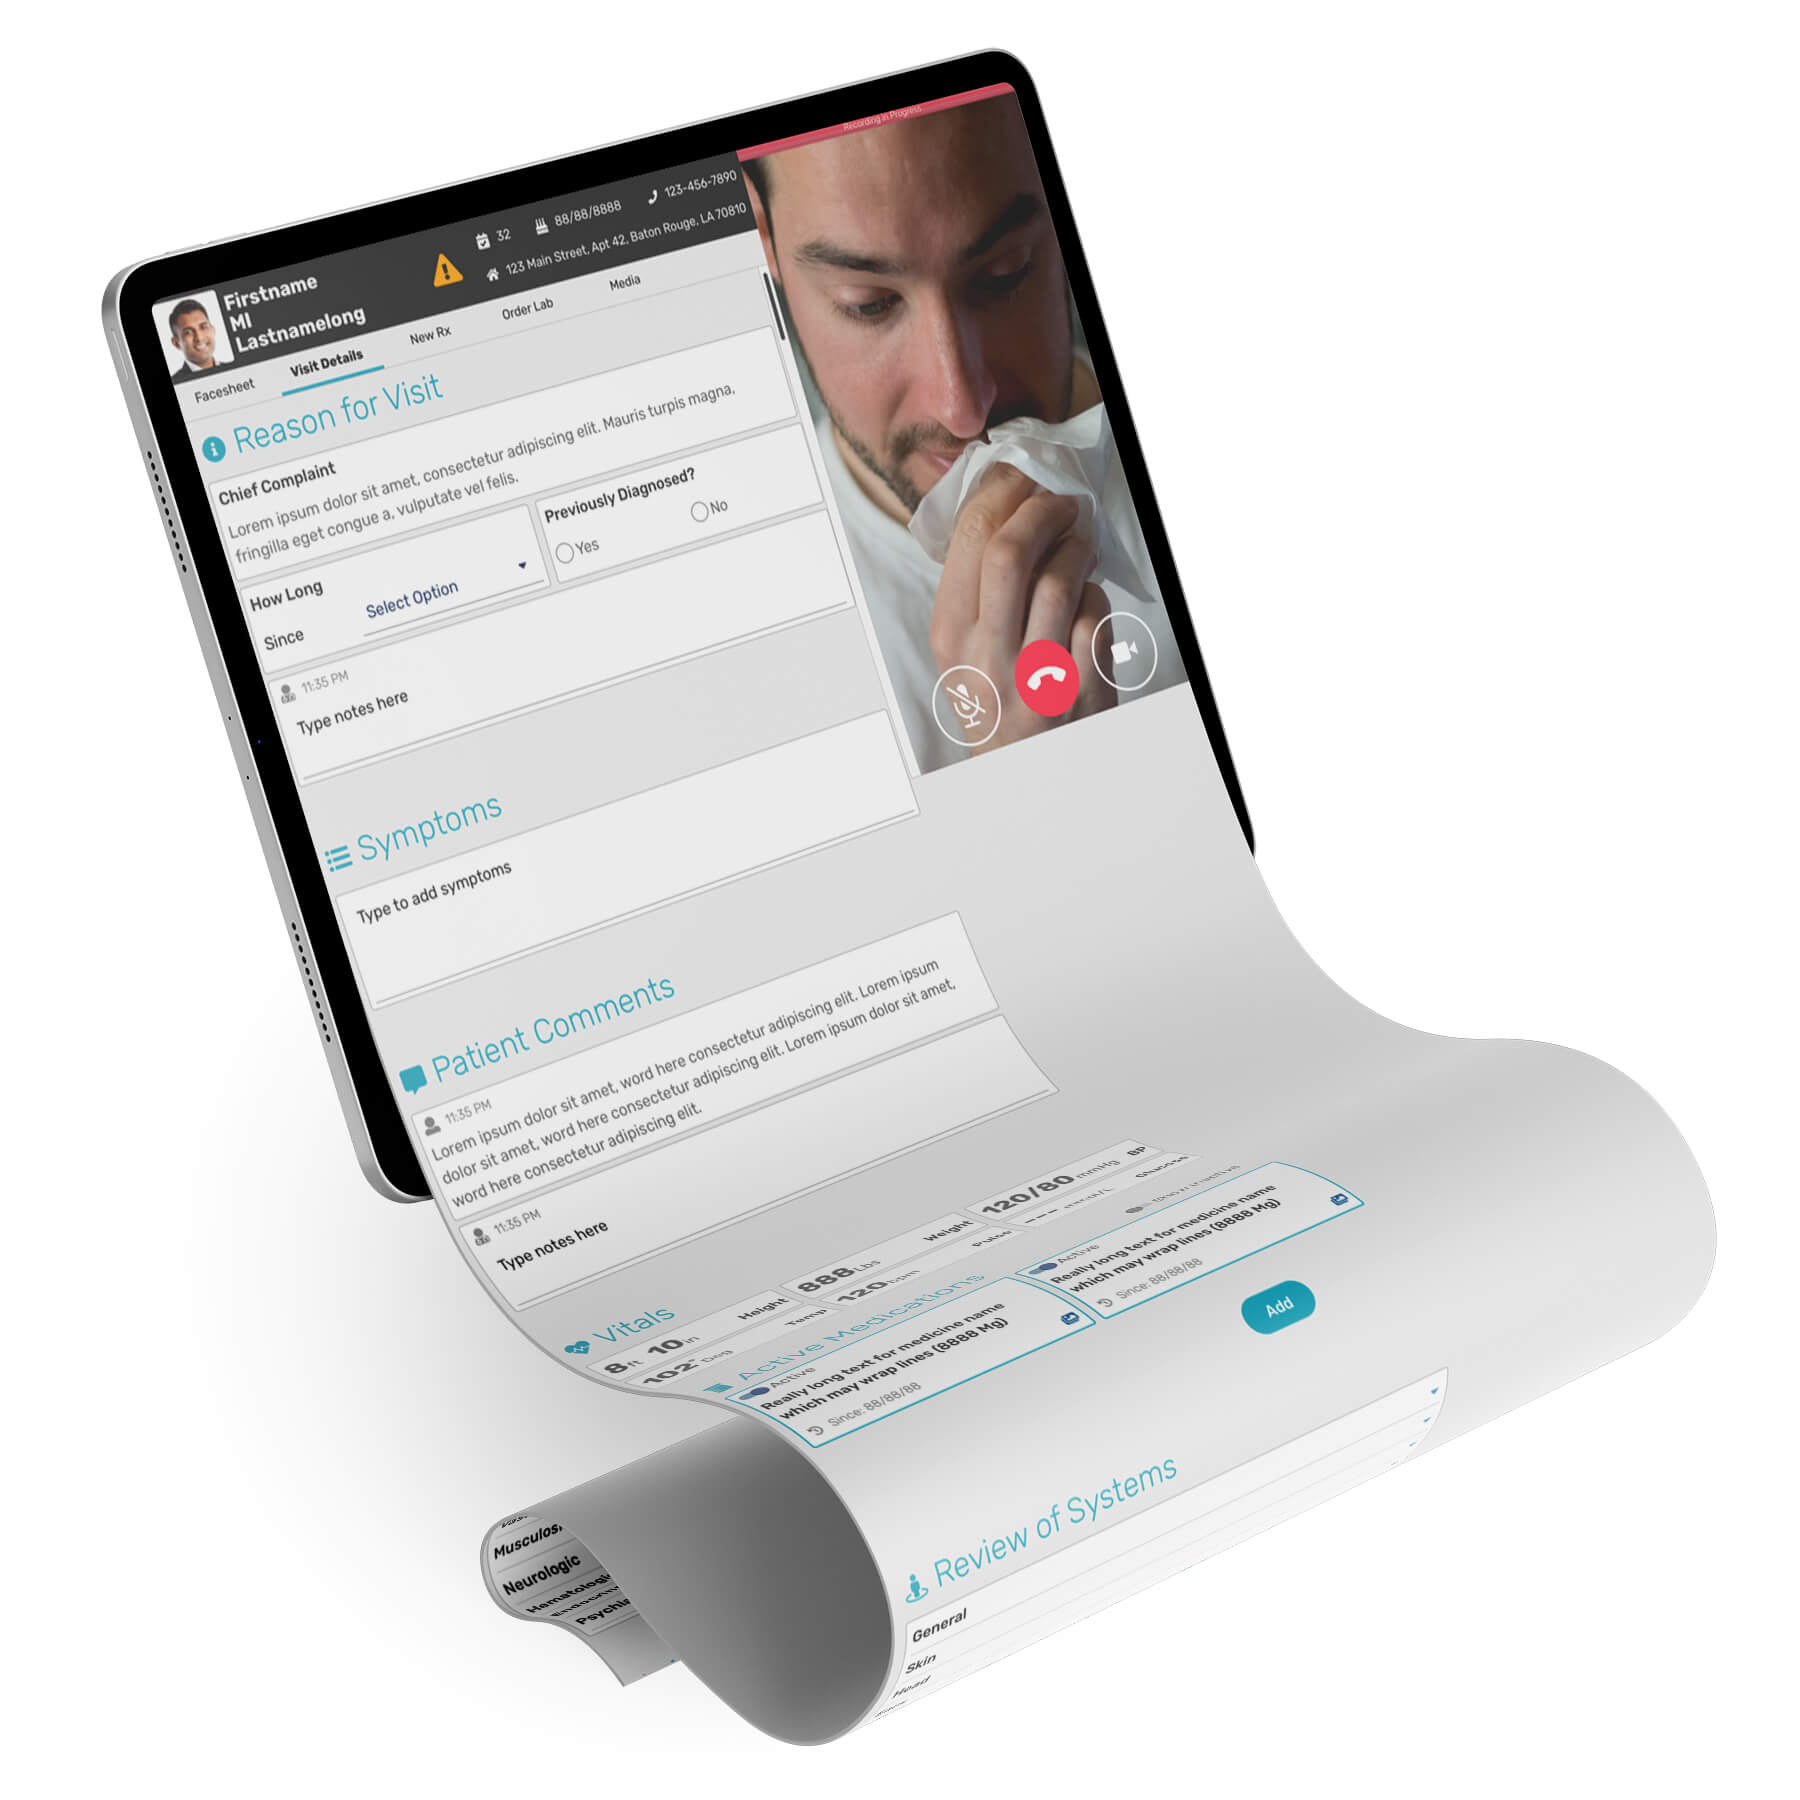 Recording in Progress
Firstname
MI
Lastnamelong
32
88/88/8888
123-456-7890
123 Main Street, Apt 42, Baton Rouge, LA 70810
Facesheet
Visit Details
New Rx
Order Lab
Media
Reason for Visit
Chief Complaint
Lorem ipsum dolor sit amet, consectetur adipiscing elit. Mauris turpis magna,
fringilla eget congue a, vulputate vel felis.
How Long
Since
Select Option
Previously Diagnosed?
Yes
No
11:35 PM
Type notes here
Symptoms
Type to add symptoms
Patient Comments
11:35 PM
Lorem ipsum dolor sit amet, word here consectetur adipiscing elit. Lorem ipsum
dolor sit amet, word here consectetur adipiscing elit. Lorem ipsum dolor sit amet,
word here consectetur adipiscing elit.
11:35 PM
Type notes here
Vitals
8 ft 10 in
Height
888 Lbs
Weight
120/80 mmHg
BP
102° Deg
Temp
120 bpm
Pulse
---
Glucose
Active Medications
Active
Really long text for medicine name
which may wrap lines (8888 Mg)
Since: 88/88/88
Active
Really long text for medicine name
which may wrap lines (8888 Mg)
Since: 88/88/88
Add
Review of Systems
General
Skin
Head
Neurologic